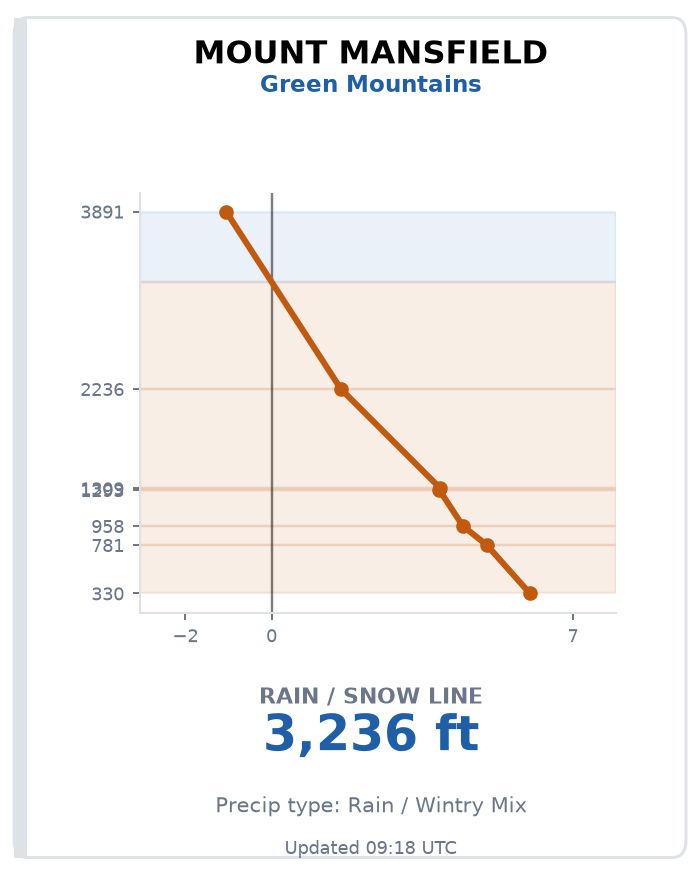 MOUNT MANSFIELD
Green Mountains
3891
2236
958
781
330
−2 0 7
RAIN / SNOW LINE
3,236 ft
Precip type: Rain / Wintry Mix
Updated 09:18 UTC